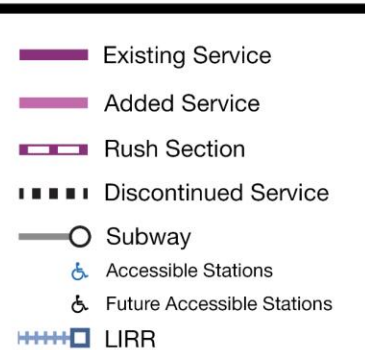 Existing Service
Added Service
Rush Section
Discontinued Service
Subway
Accessible Stations
Future Accessible Stations
LIRR